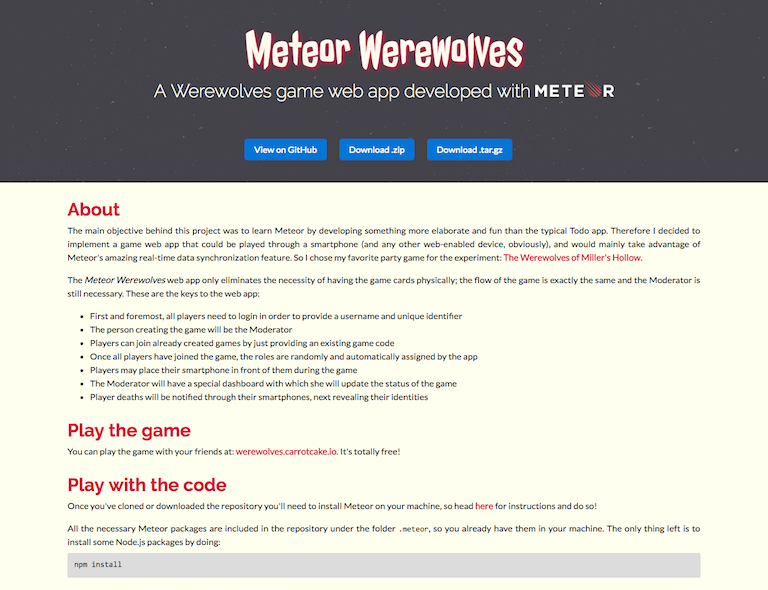 Meteor Werewolves
A Werewolves game web app developed with METEOR
View on GitHub
Download .zip
Download .tar.gz
About
The main objective behind this project was to learn Meteor by developing something more elaborate and fun than the typical Todo app. Therefore I decided to
implement a game web app that could be played through a smartphone (and any other web-enabled device, obviously), and would mainly take advantage of
Meteor's amazing real-time data synchronization feature. So I chose my favorite party game for the experiment: The Werewolves of Miller's Hollow.
The Meteor Werewolves web app only eliminates the necessity of having the game cards physically; the flow of the game is exactly the same and the Moderator is
still necessary. These are the keys to the web app:
• First and foremost, all players need to login in order to provide a username and unique identifier
• The person creating the game will be the Moderator
• Players can join already created games by just providing an existing game code
• Once all players have joined the game, the roles are randomly and automatically assigned by the app
• Players may place their smartphone in front of them during the game
• The Moderator will have a special dashboard with which she will update the status of the game
• Player deaths will be notified through their smartphones, next revealing their identities
Play the game
You can play the game with your friends at: werewolves.carrotcake.io. It's totally free!
Play with the code
Once you've cloned or downloaded the repository you'll need to install Meteor on your machine, so head here for instructions and do so!
All the necessary Meteor packages are included in the repository under the folder .meteor, so you already have them in your machine. The only thing left is to
install some Node.js packages by doing:
npm install